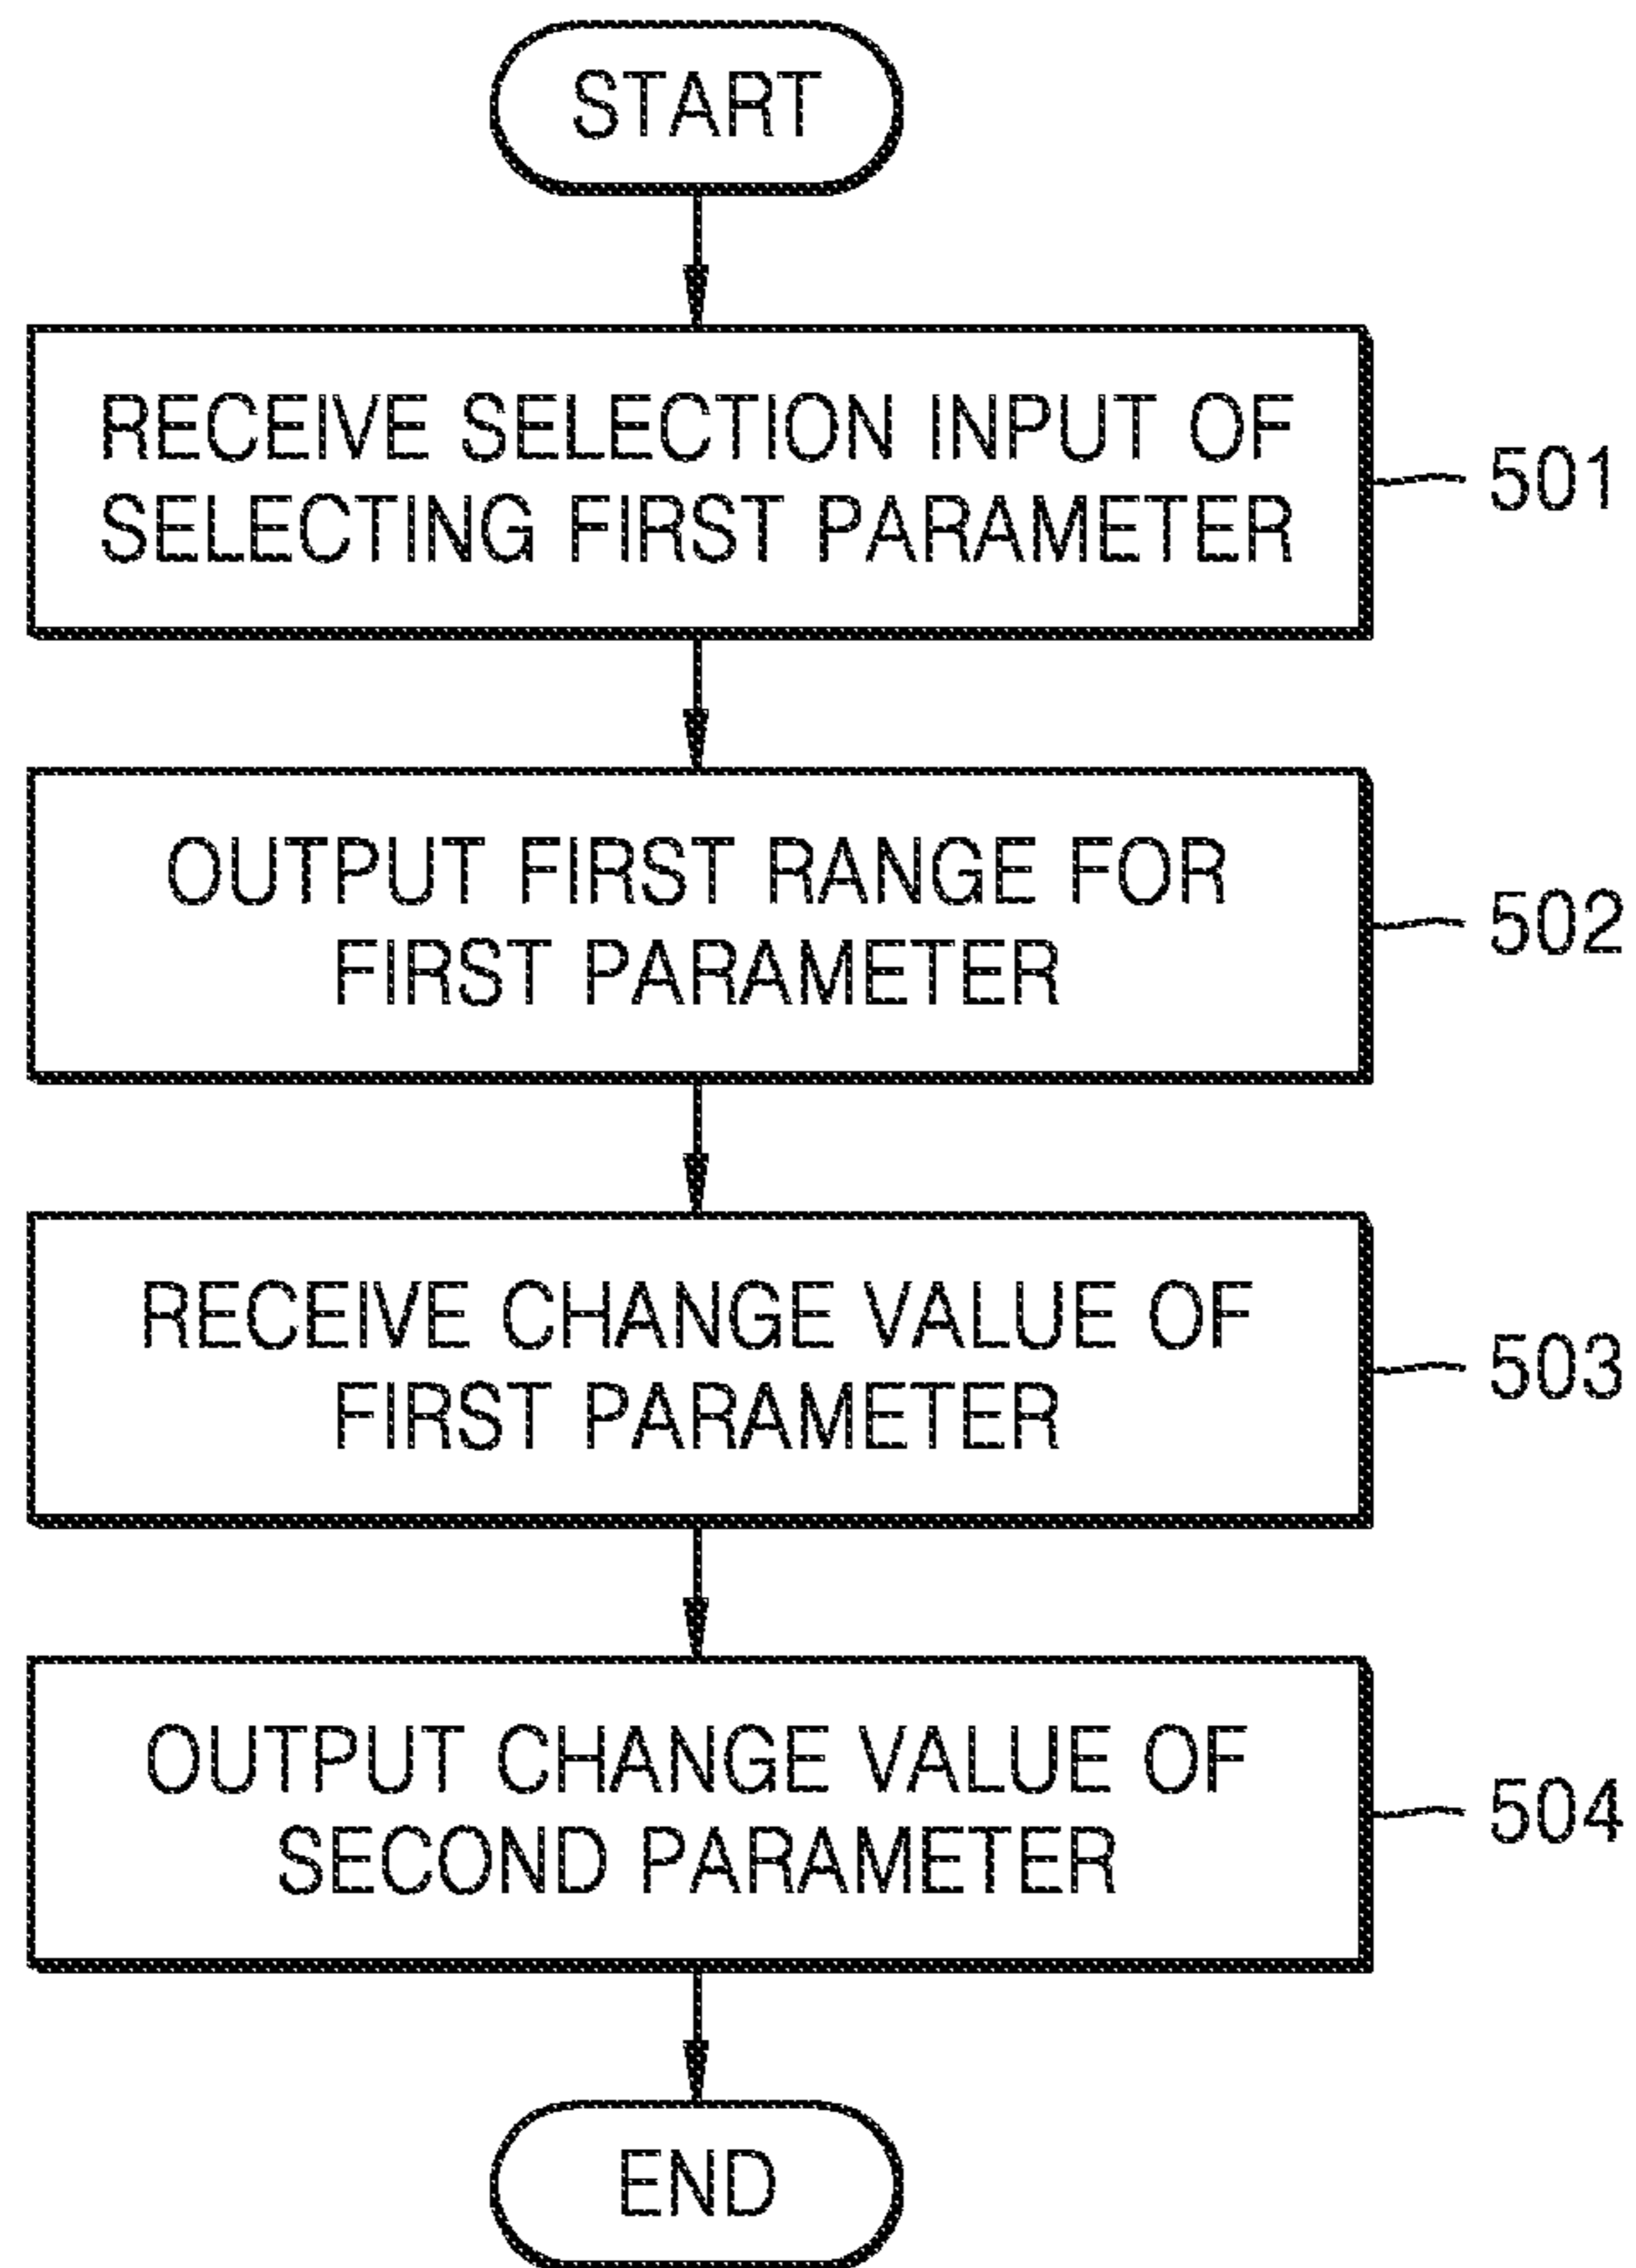 START
RECEIVE SELECTION INPUT OF
SELECTING FIRST PARAMETER
501
OUTPUT FIRST RANGE FOR
FIRST PARAMETER
502
RECEIVE CHANGE VALUE OF
FIRST PARAMETER
503
OUTPUT CHANGE VALUE OF
SECOND PARAMETER
504
END